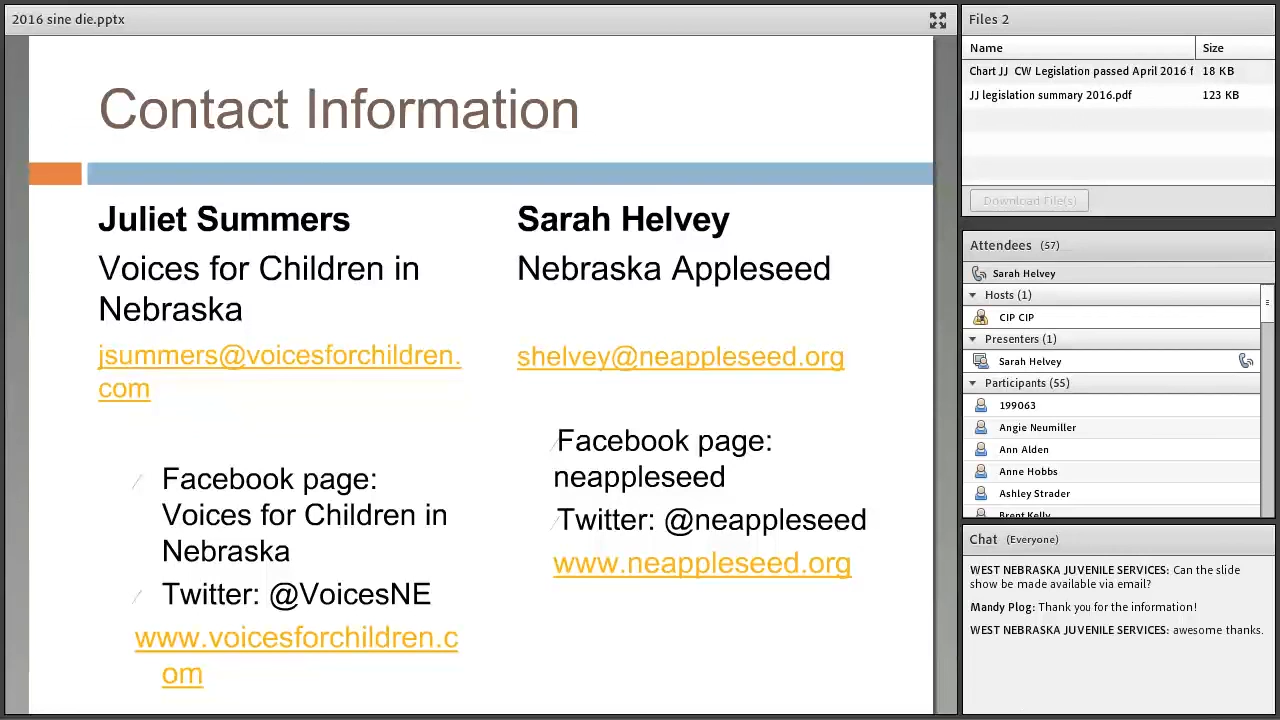 2016 sine die.pptx
Contact Information
Juliet Summers
Voices for Children in
Nebraska
jsummers@voicesforchildren.
com
Facebook page:
Voices for Children in
Nebraska
Twitter: @VoicesNE
www.voicesforchildren.c
om
Sarah Helvey
Nebraska Appleseed
shelvey@neappleseed.org
Facebook page:
neappleseed
Twitter: @neappleseed
www.neappleseed.org
Files 2
Name Size
Chart JJ CW Legislation passed April 2016 f 18 KB
JJ legislation summary 2016.pdf 123 KB
Download File(s)
Attendees (57)
Sarah Helvey
Hosts (1)
CIP CIP
Presenters (1)
Sarah Helvey
Participants (55)
199063
Angie Neumiller
Ann Alden
Anne Hobbs
Ashley Strader
Brent Kelly
Chat (Everyone)
WEST NEBRASKA JUVENILE SERVICES: Can the slide
show be made available via email?
Mandy Plog: Thank you for the information!
WEST NEBRASKA JUVENILE SERVICES: awesome thanks.